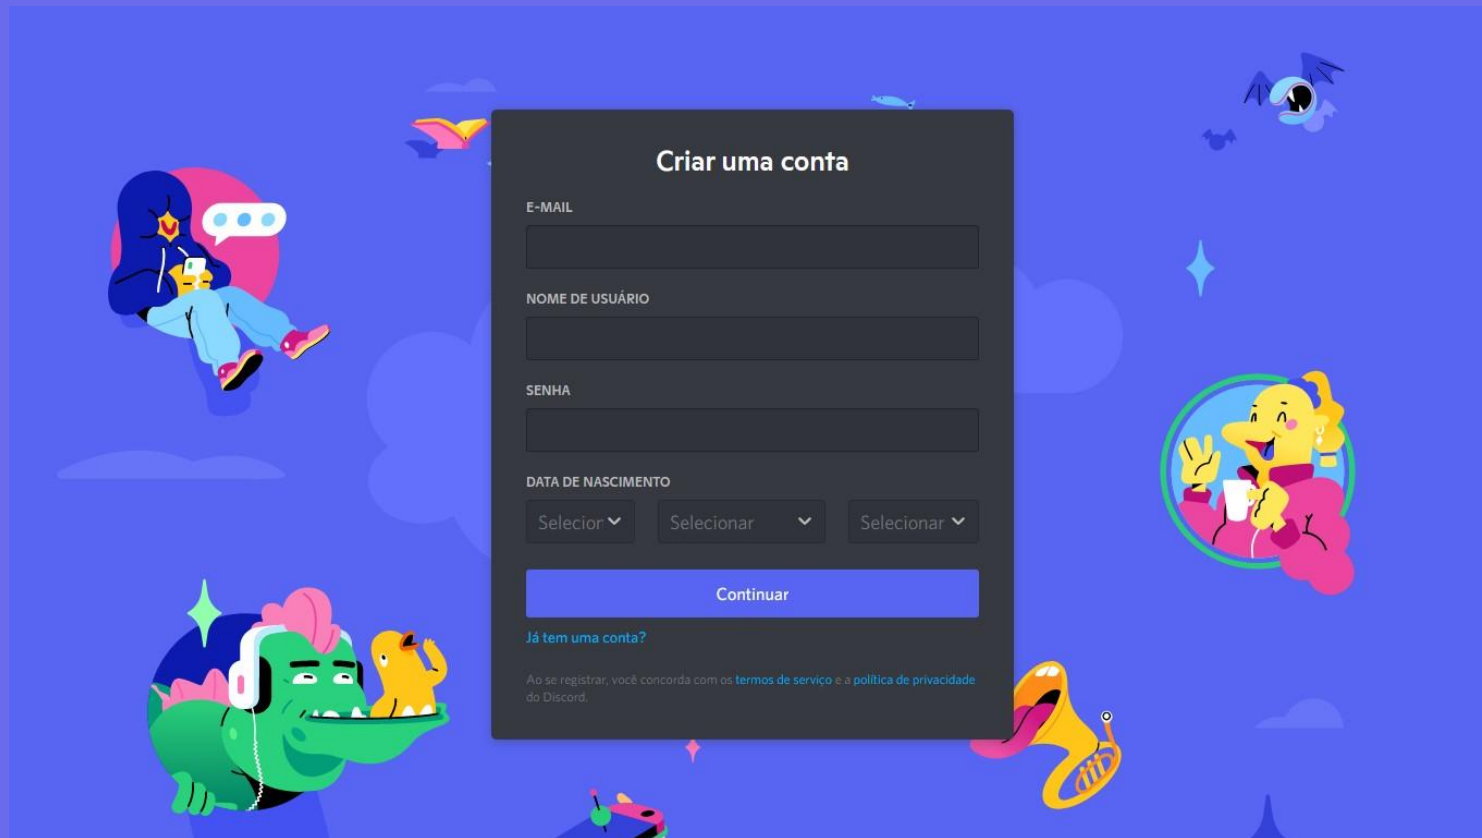 Criar uma conta
E-MAIL
NOME DE USUÁRIO
SENHA
DATA DE NASCIMENTO
Selecior Selecionar Selecionar
Continuar
Já tem uma conta?
Ao se registrar, você concorda com os termos de serviço e a política de privacidade
do Discord.